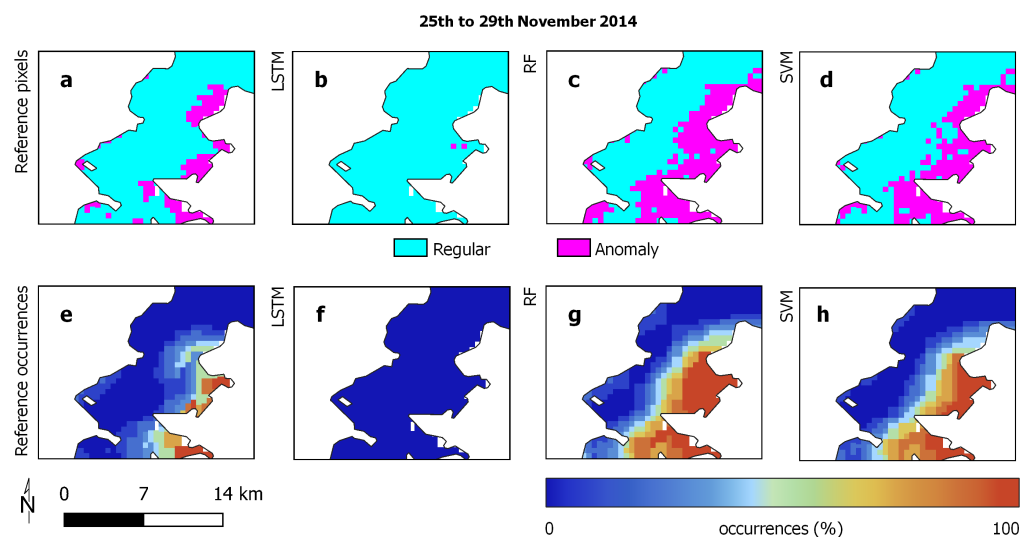 25th to 29th November 2014
Reference pixels
a
LSTM
b
RF
c
SVM
d
Regular
Anomaly
Reference occurrences
e
LSTM
f
RF
g
SVM
h
N
0 7 14 km
0 occurrences (%) 100